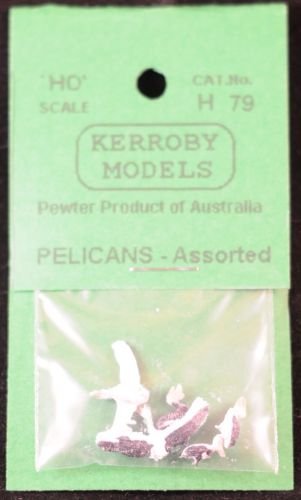 'HO' CAT.No.
SCALE H 79
KERROBY
MODELS
Pewter Product of Australia
PELICANS - Assorted